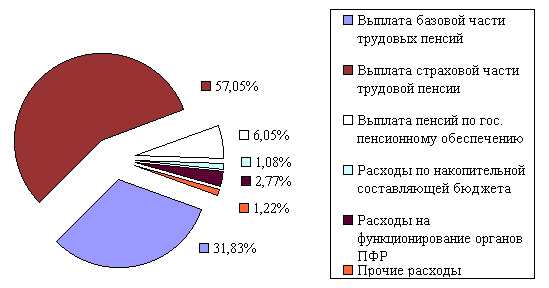 57,05%
6,05%
1,08%
2,77%
1,22%
31,83%
Выплата базовой части
трудовых пенсий
Выплата страховой части
трудовой пенсии
Выплата пенсий по гос.
пенсионному обеспечению
Расходы по накопительной
составляющей бюджета
Расходы на
функционирование органов
ПФР
Прочие расходы